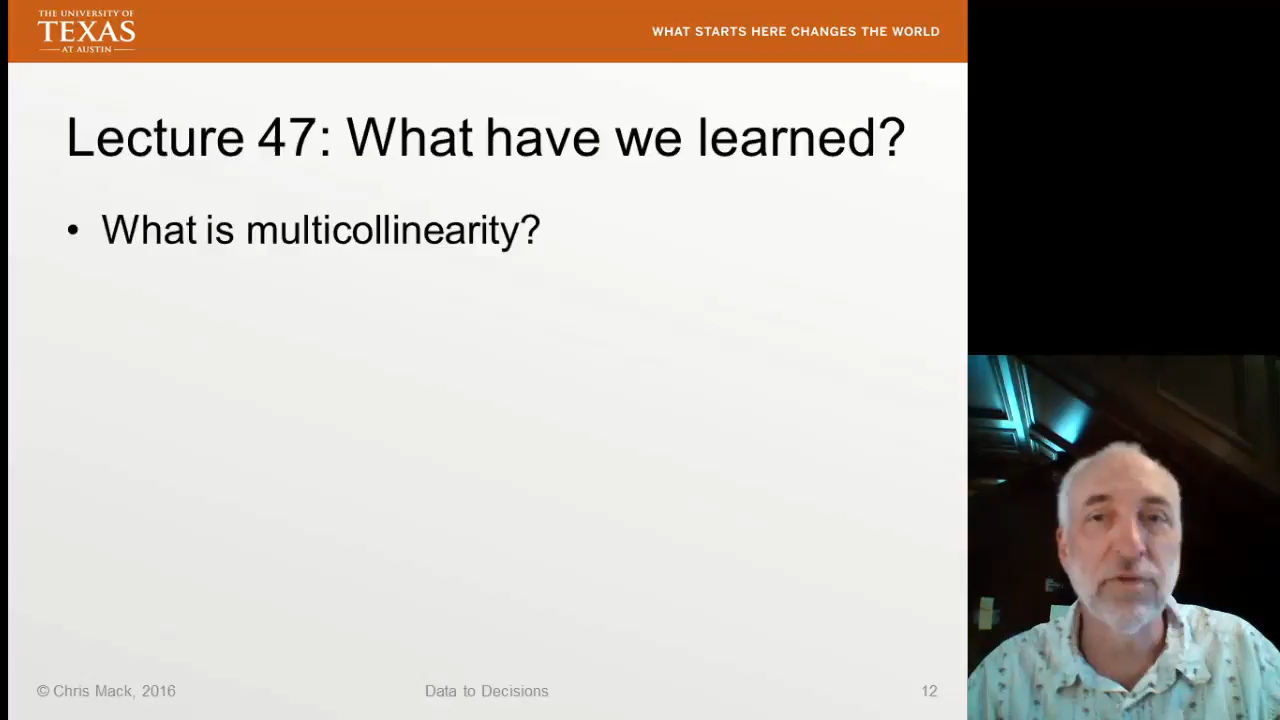 THE UNIVERSITY OF
TEXAS
AT AUSTIN
WHAT STARTS HERE CHANGES THE WORLD
Lecture 47: What have we learned?
• What is multicollinearity?
© Chris Mack, 2016
Data to Decisions
12